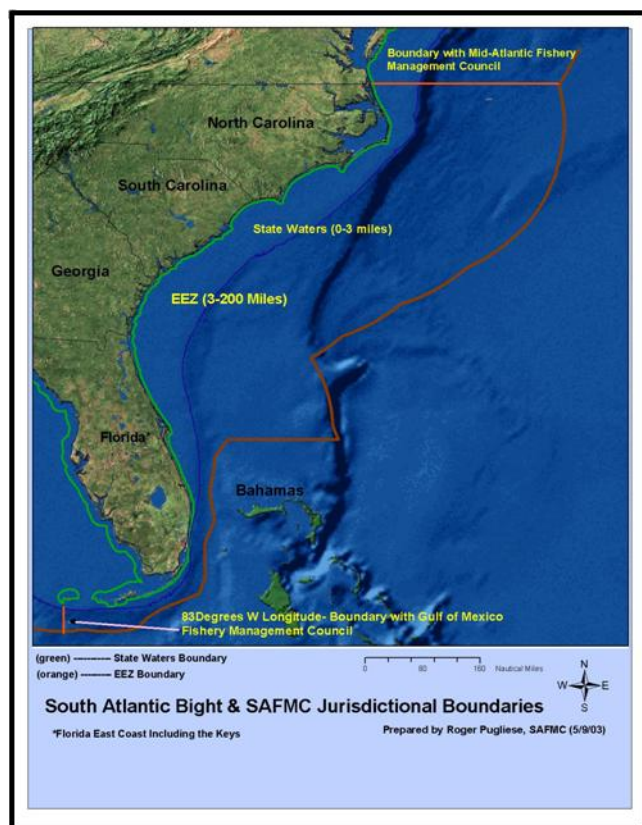 Boundary with Mid-Atlantic Fishery
Management Council
North Carolina
South Carolina
State Waters (0-3 miles)
Georgia
EEZ (3-200 Miles)
Florida*
Bahamas
83Degrees W Longitude- Boundary with Gulf of Mexico
Fishery Management Council
(green) ---------- State Waters Boundary
(orange) ---------- EEZ Boundary
0 80 160 Nautical Miles
N
W E
S
South Atlantic Bight & SAFMC Jurisdictional Boundaries
*Florida East Coast Including the Keys
Prepared by Roger Pugliese, SAFMC (5/9/03)